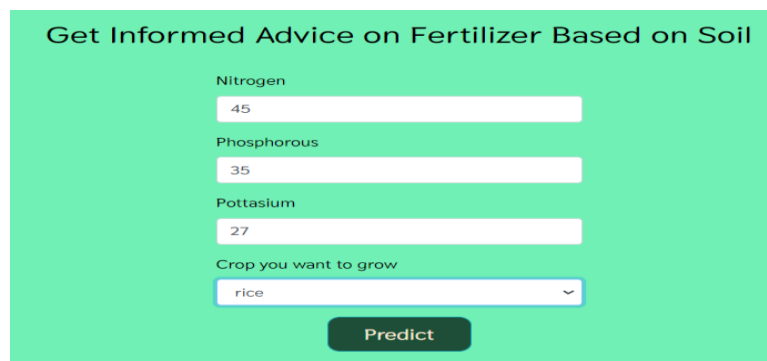 Get Informed Advice on Fertilizer Based on Soil
Nitrogen
45
Phosphorous
35
Pottasium
27
Crop you want to grow
rice
Predict